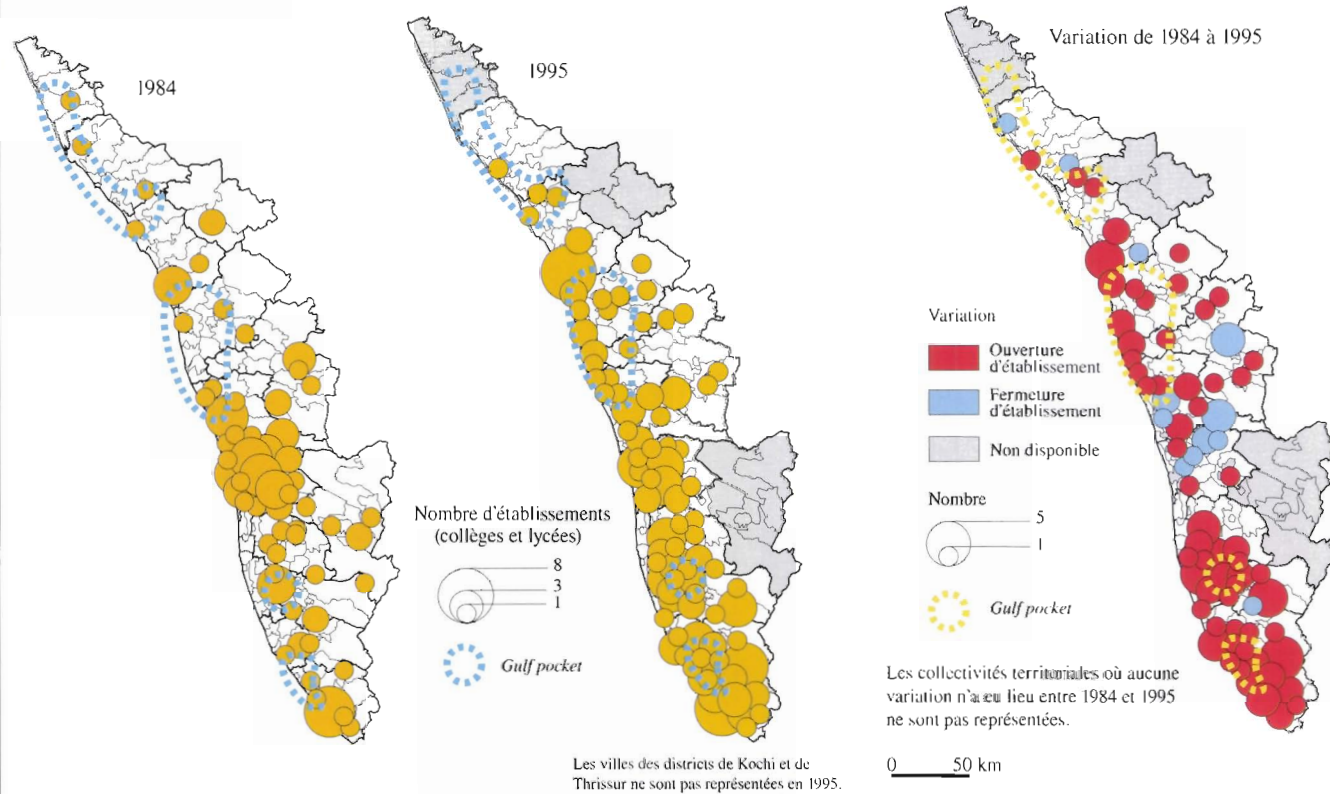 1984
1995
Variation de 1984 à 1995
Nombre d'établissements
(collèges et lycées)
8
3
1
Gulf pocket
Les villes des districts de Kochi et de
Thrissur ne sont pas représentées en 1995.
Variation
Ouverture
d'établissement
Fermeture
d'établissement
Non disponible
Nombre
5
1
Gulf pocket
Les collectivités territoriales où aucune
variation n'a eu lieu entre 1984 et 1995
ne sont pas représentées.
0 50 km